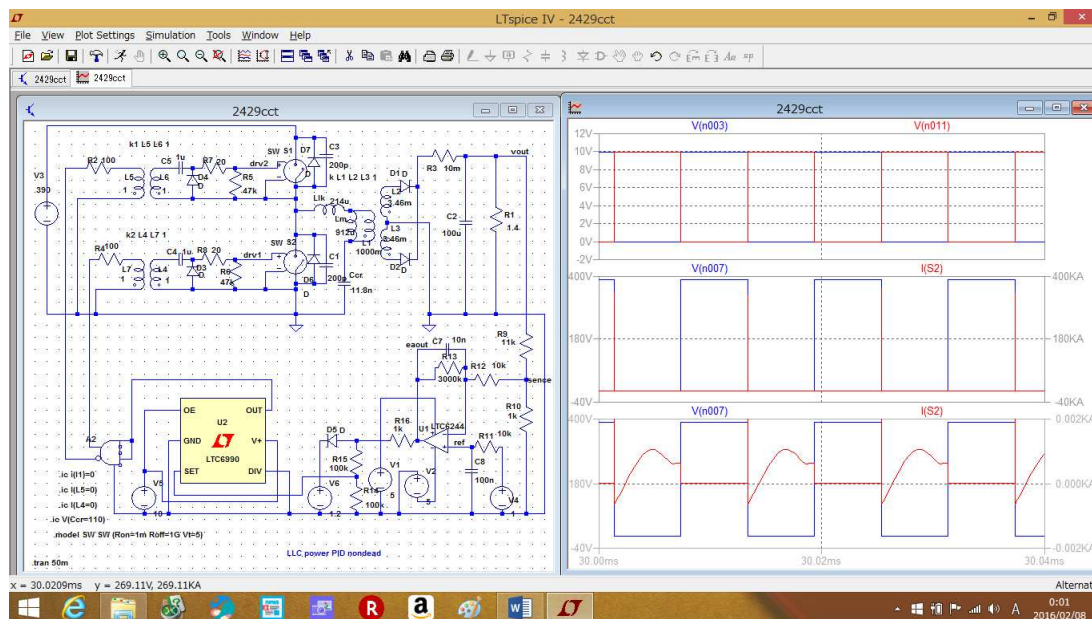 LTspice IV - 2429cct
File View Plot Settings Simulation Tools Window Help
2429cct 2429cct
2429cct
k1 L5 L6 1
R2 100
C5 1u
R7 20
drv2
SW S1
D7
C3
200p
D
V3
.390
L5
L6
1
1
D4
D
R5
47k
k L1 L2 L3 1
Llk 214u
Lm
912u
L1
1000m
D1 D
L2
3.46m
L3
3.46m
D2 D
R3 10m
vout
C2
100u
R1
1.4
k2 L4 L7 1
R4 100
C4 1u
R8 20
drv1
SW S2
L7
L4
1
1
D3
D
R6
47k
D6
D
C1
200p
Ccr
11.8n
eaout
C7 10n
R13
3000k
R12 10k
R9
11k
sence
R10
1k
OE OUT
U2
GND V+
LTC6990
SET DIV
A2
D5 D
R16
1k
U1
LTC6244
ref
R11 10k
R15
100k
R14
100k
V1
5
V2
5
C8
100n
V4
1
V5
10
V6
1.2
.ic i(l1)=0
.ic I(L5=0)
.ic I(L4=0)
.ic V(Ccr=110)
.model SW SW (Ron=1m Roff=1G Vt=5)
LLC power PID nondead
.tran 50m
2429cct
V(n003) V(n011)
12V
10V
8V
6V
4V
2V
0V
-2V
V(n007) I(S2)
400V 400KA
180V 180KA
-40V -40KA
V(n007) I(S2)
400V 0.002KA
180V 0.000KA
-40V -0.002KA
30.00ms 30.02ms 30.04ms
x = 30.0209ms y = 269.11V, 269.11KA
Alternat
A 0:01
2016/02/08